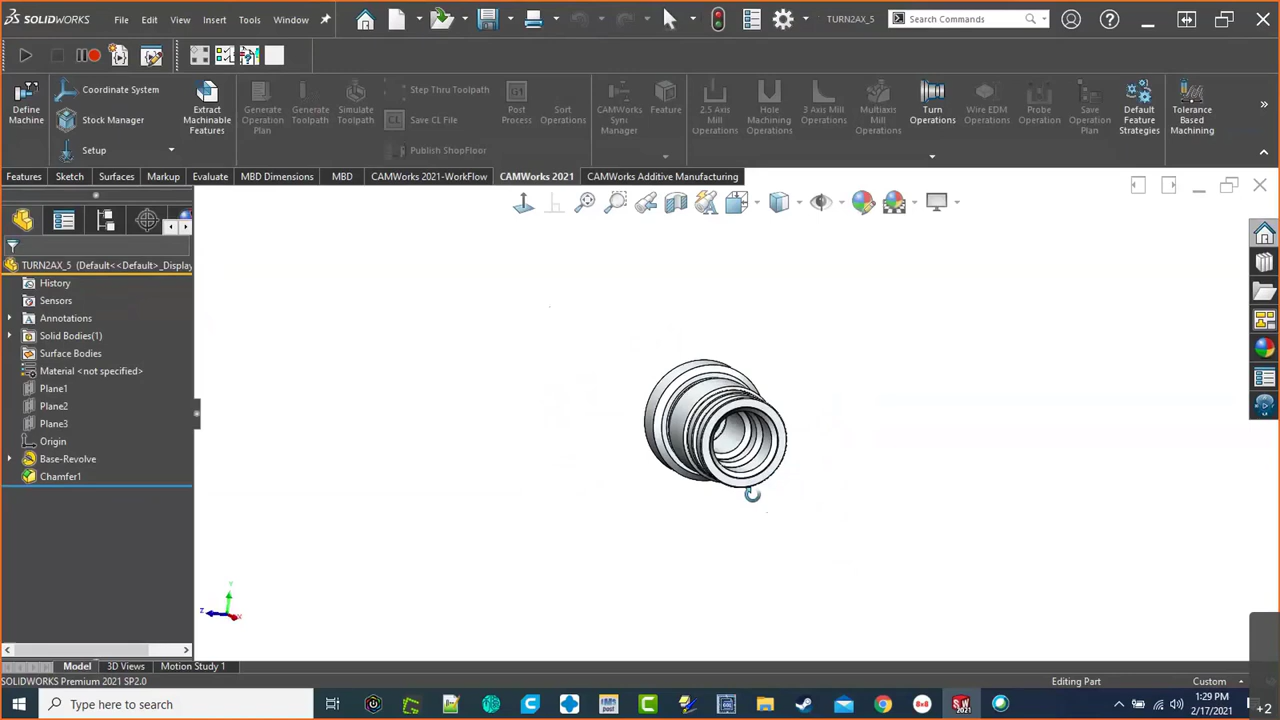 SOLIDWORKS File Edit View Insert Tools Window TURN2AX_5 Search Commands
Define Machine
Coordinate System
Stock Manager
Setup
Extract Machinable Features
Generate Operation Plan
Generate Toolpath
Simulate Toolpath
Step Thru Toolpath
Save CL File
Publish ShopFloor
G1
Post Process
Sort Operations
CAMWorks Sync Manager
Feature
2.5 Axis Mill Operations
Hole Machining Operations
3 Axis Mill Operations
Multiaxis Mill Operations
Turn Operations
Wire EDM Operations
Probe Operation
Save Operation Plan
Default Feature Strategies
Tolerance Based Machining
Features Sketch Surfaces Markup Evaluate MBD Dimensions MBD CAMWorks 2021-WorkFlow CAMWorks 2021 CAMWorks Additive Manufacturing
TURN2AX_5 (Default<<Default>_Display
History
Sensors
Annotations
Solid Bodies(1)
Surface Bodies
Material <not specified>
Plane1
Plane2
Plane3
Origin
Base-Revolve
Chamfer1
Y
Z
X
Model 3D Views Motion Study 1
SOLIDWORKS Premium 2021 SP2.0 Editing Part Custom
Type here to search
post
8x8
SW
2021
1:29 PM
2/17/2021
+2